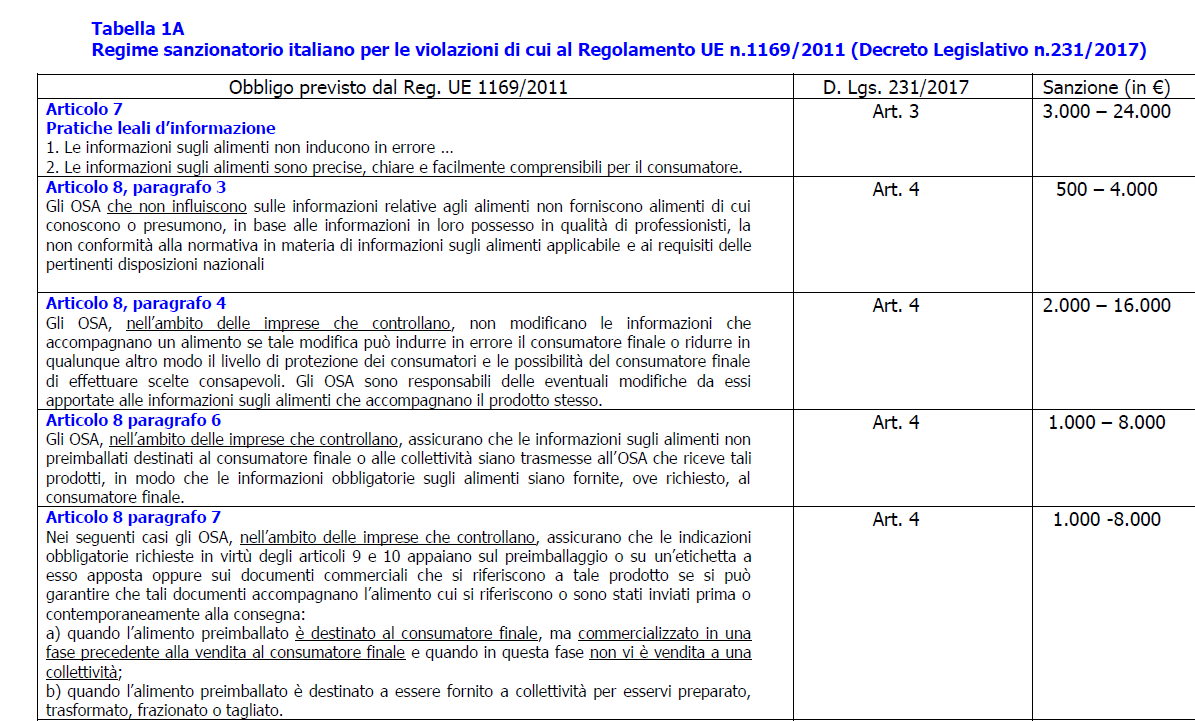 Tabella 1A
Regime sanzionatorio italiano per le violazioni di cui al Regolamento UE n.1169/2011 (Decreto Legislativo n.231/2017)
Obbligo previsto dal Reg. UE 1169/2011 D. Lgs. 231/2017 Sanzione (in €)
Articolo 7 Art. 3 3.000 – 24.000
Pratiche leali d’informazione
1. Le informazioni sugli alimenti non inducono in errore …
2. Le informazioni sugli alimenti sono precise, chiare e facilmente comprensibili per il consumatore.
Articolo 8, paragrafo 3 Art. 4 500 – 4.000
Gli OSA che non influiscono sulle informazioni relative agli alimenti non forniscono alimenti di cui
conoscono o presumono, in base alle informazioni in loro possesso in qualità di professionisti, la
non conformità alla normativa in materia di informazioni sugli alimenti applicabile e ai requisiti delle
pertinenti disposizioni nazionali
Articolo 8, paragrafo 4 Art. 4 2.000 – 16.000
Gli OSA, nell’ambito delle imprese che controllano, non modificano le informazioni che
accompagnano un alimento se tale modifica può indurre in errore il consumatore finale o ridurre in
qualunque altro modo il livello di protezione dei consumatori e le possibilità del consumatore finale
di effettuare scelte consapevoli. Gli OSA sono responsabili delle eventuali modifiche da essi
apportate alle informazioni sugli alimenti che accompagnano il prodotto stesso.
Articolo 8 paragrafo 6 Art. 4 1.000 – 8.000
Gli OSA, nell’ambito delle imprese che controllano, assicurano che le informazioni sugli alimenti non
preimballati destinati al consumatore finale o alle collettività siano trasmesse all’OSA che riceve tali
prodotti, in modo che le informazioni obbligatorie sugli alimenti siano fornite, ove richiesto, al
consumatore finale.
Articolo 8 paragrafo 7 Art. 4 1.000 -8.000
Nei seguenti casi gli OSA, nell’ambito delle imprese che controllano, assicurano che le indicazioni
obbligatorie richieste in virtù degli articoli 9 e 10 appaiano sul preimballaggio o su un’etichetta a
esso apposta oppure sui documenti commerciali che si riferiscono a tale prodotto se si può
garantire che tali documenti accompagnano l’alimento cui si riferiscono o sono stati inviati prima o
contemporaneamente alla consegna:
a) quando l’alimento preimballato è destinato al consumatore finale, ma commercializzato in una
fase precedente alla vendita al consumatore finale e quando in questa fase non vi è vendita a una
collettività;
b) quando l’alimento preimballato è destinato a essere fornito a collettività per esservi preparato,
trasformato, frazionato o tagliato.